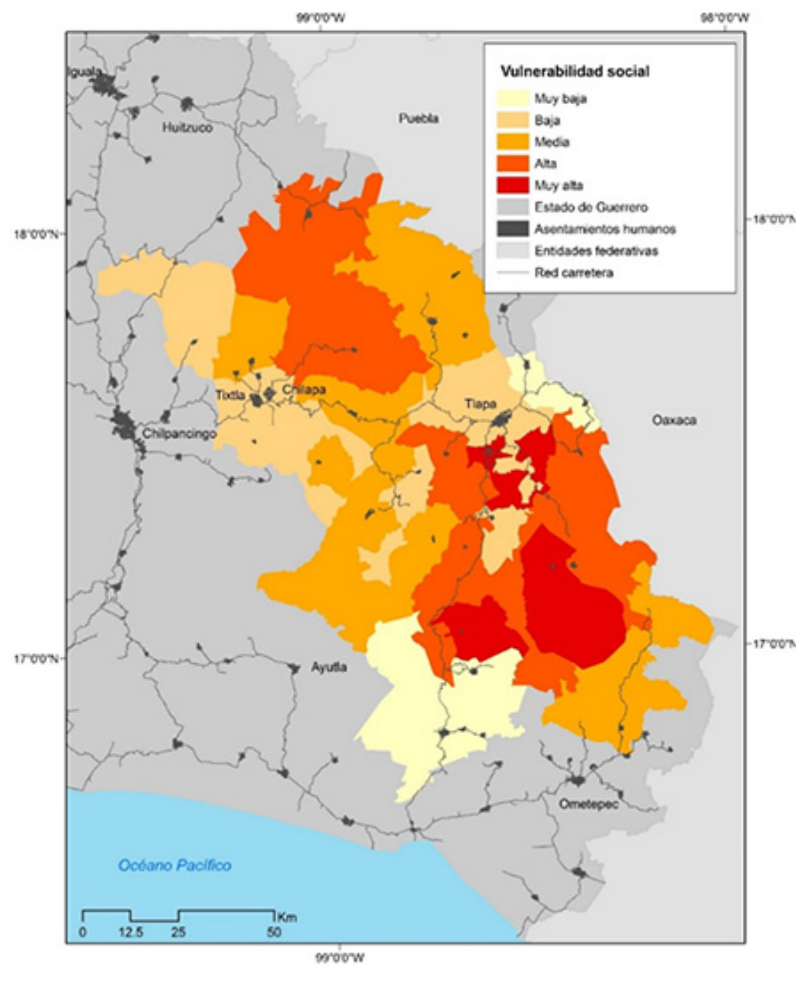 99°0'0"W
98°0'0"W
Iguala
Huitzuco
Puebla
Vulnerabilidad social
Muy baja
Baja
Media
Alta
Muy alta
Estado de Guerrero
Asentamientos humanos
Entidades federativas
Red carretera
18°0'0"N
18°0'0"N
Tixtla
Chilapa
Tlapa
Chilpancingo
Oaxaca
17°0'0"N
17°0'0"N
Ayutla
Ometepec
Océano Pacífico
Km
0 12.5 25 50
99°0'0"W